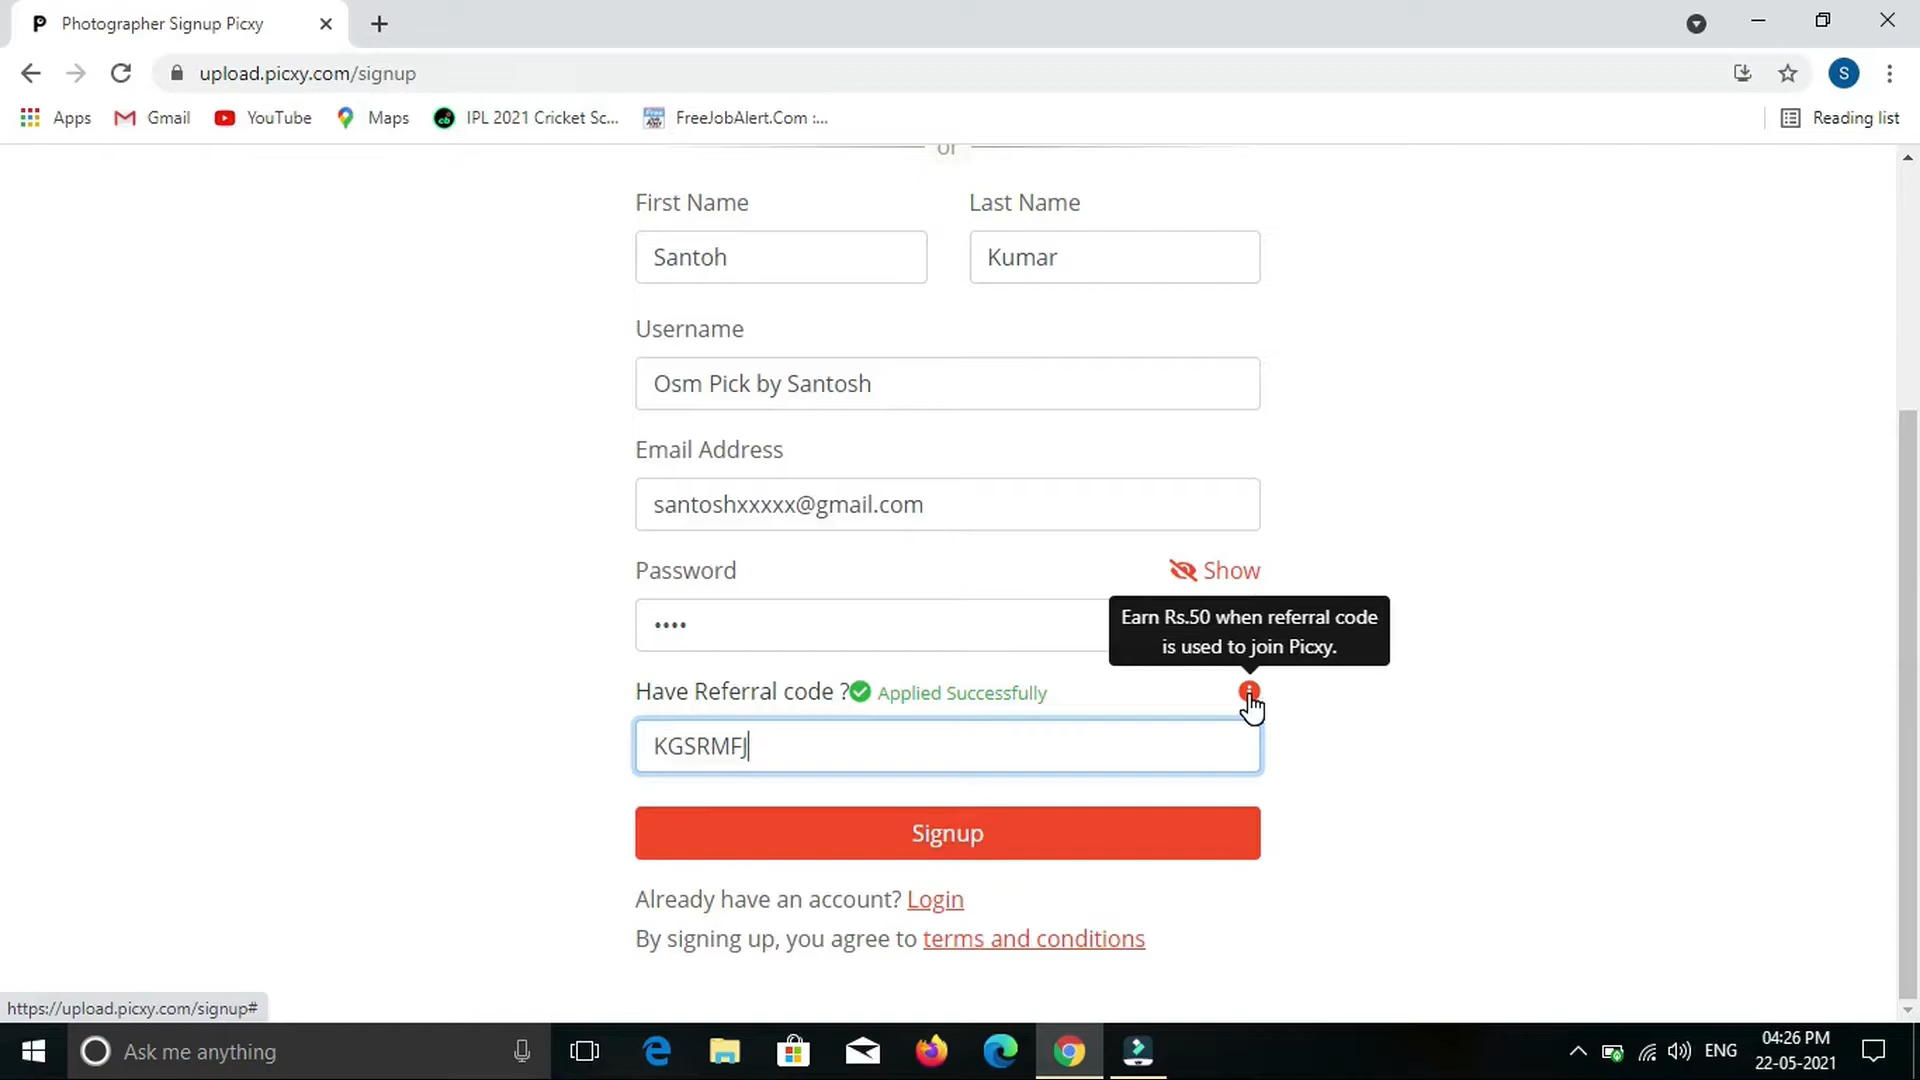 Photographer Signup Picxy
upload.picxy.com/signup
S
Apps
Gmail
YouTube
Maps
IPL 2021 Cricket Sc...
FreeJobAlert.Com :...
Reading list
or
First Name
Last Name
Santoh
Kumar
Username
Osm Pick by Santosh
Email Address
santoshxxxxx@gmail.com
Password
Show
••••
Earn Rs.50 when referral code
is used to join Picxy.
Have Referral code ?
Applied Successfully
KGSRMFJ
Signup
Already have an account? Login
By signing up, you agree to terms and conditions
https://upload.picxy.com/signup#
Ask me anything
ENG
04:26 PM
22-05-2021